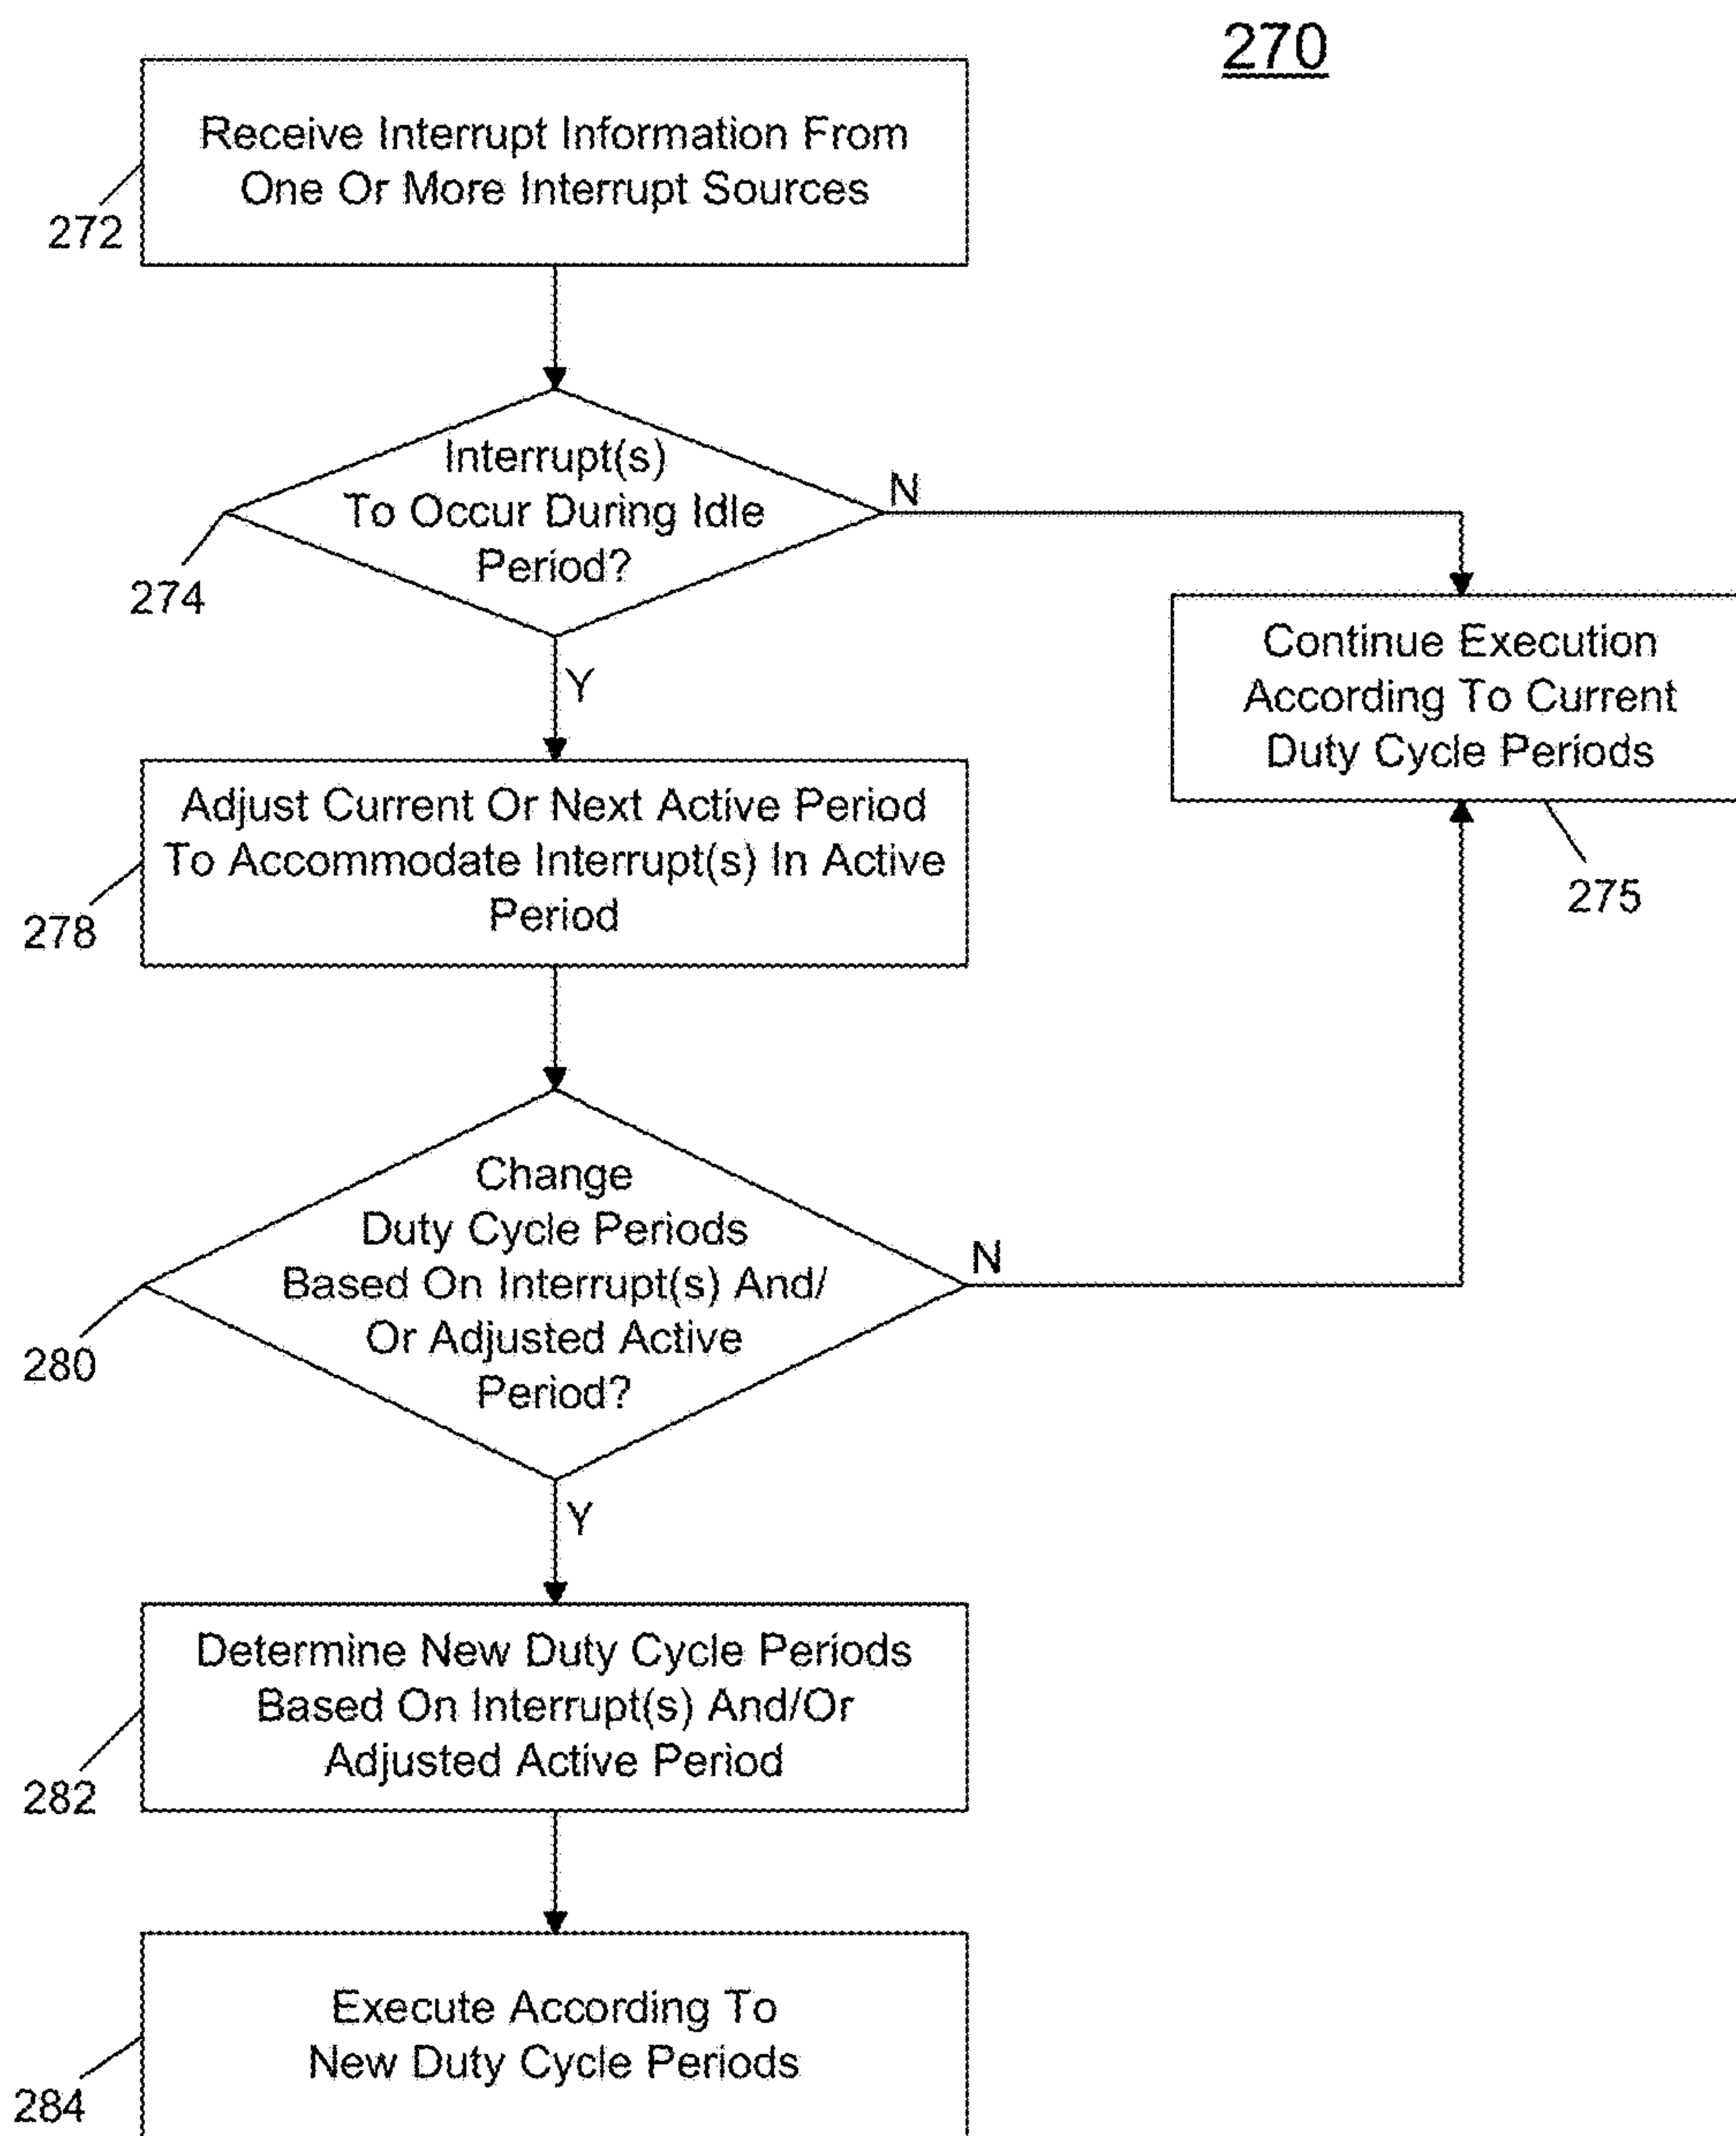 270
Receive Interrupt Information From
One Or More Interrupt Sources
272
Interrupt(s)
To Occur During Idle
Period?
274
N
Y
Continue Execution
According To Current
Duty Cycle Periods
275
Adjust Current Or Next Active Period
To Accommodate Interrupt(s) In Active
Period
278
Change
Duty Cycle Periods
Based On Interrupt(s) And/
Or Adjusted Active
Period?
280
N
Y
Determine New Duty Cycle Periods
Based On Interrupt(s) And/Or
Adjusted Active Period
282
Execute According To
New Duty Cycle Periods
284